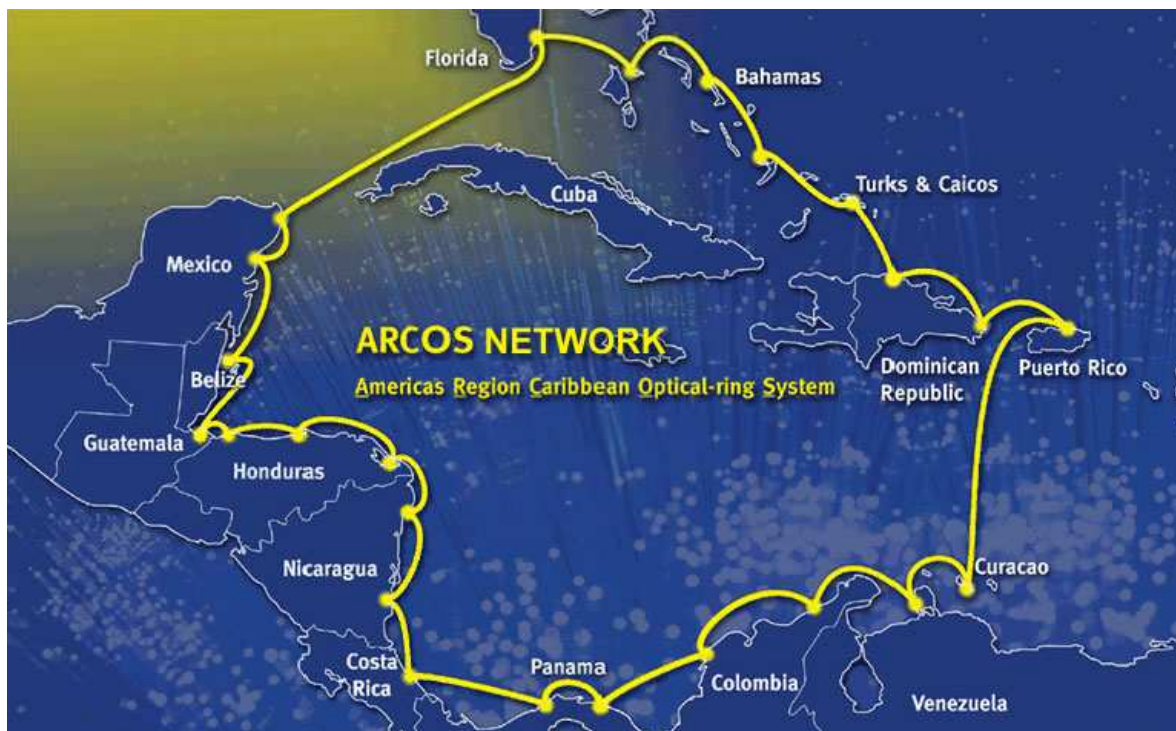 Florida
Bahamas
Cuba
Turks & Caicos
Mexico
ARCOS NETWORK
Americas Region Caribbean Optical-ring System
Dominican
Republic
Puerto Rico
Belize
Guatemala
Honduras
Nicaragua
Curacao
Costa
Rica
Panama
Colombia
Venezuela